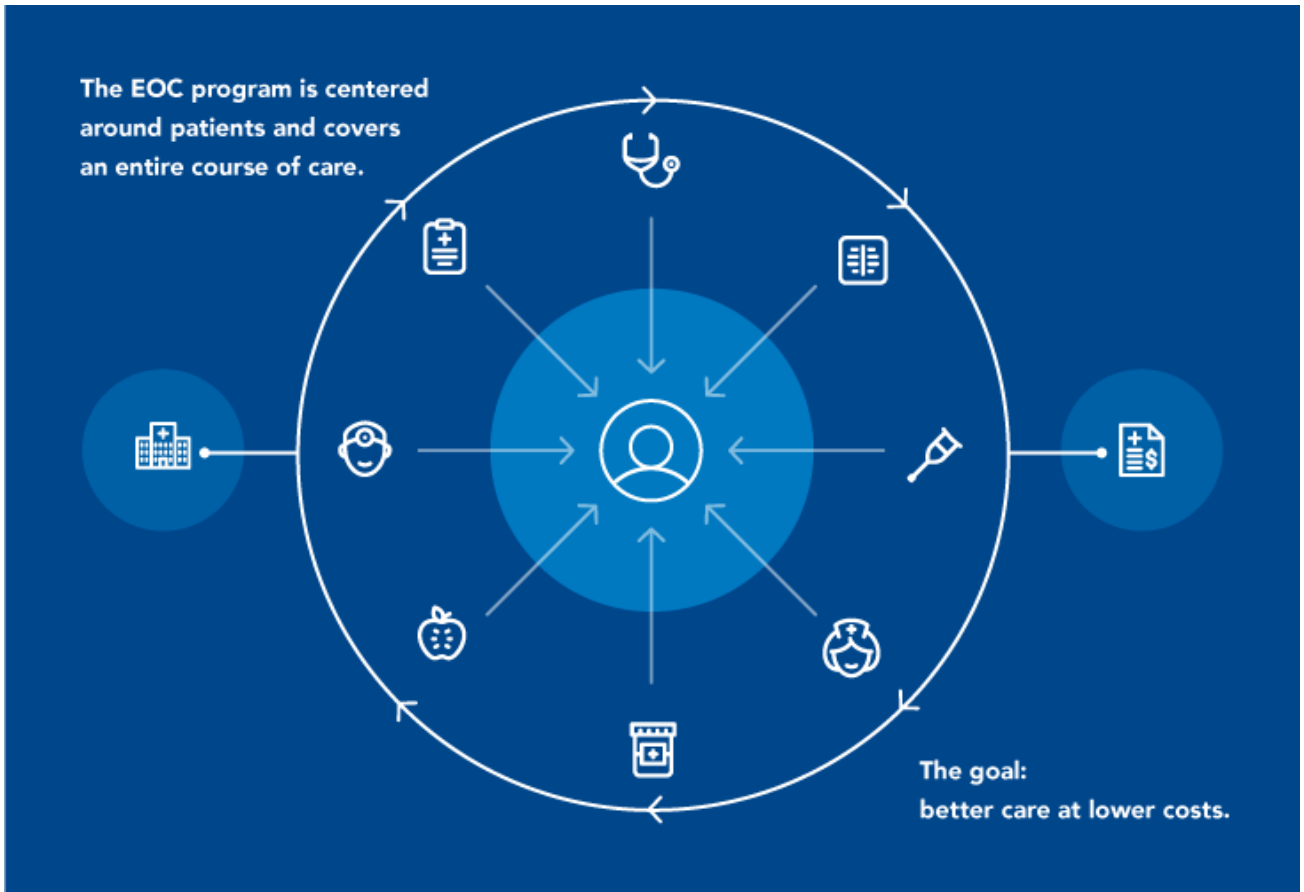 The EOC program is centered
around patients and covers
an entire course of care.
The goal:
better care at lower costs.